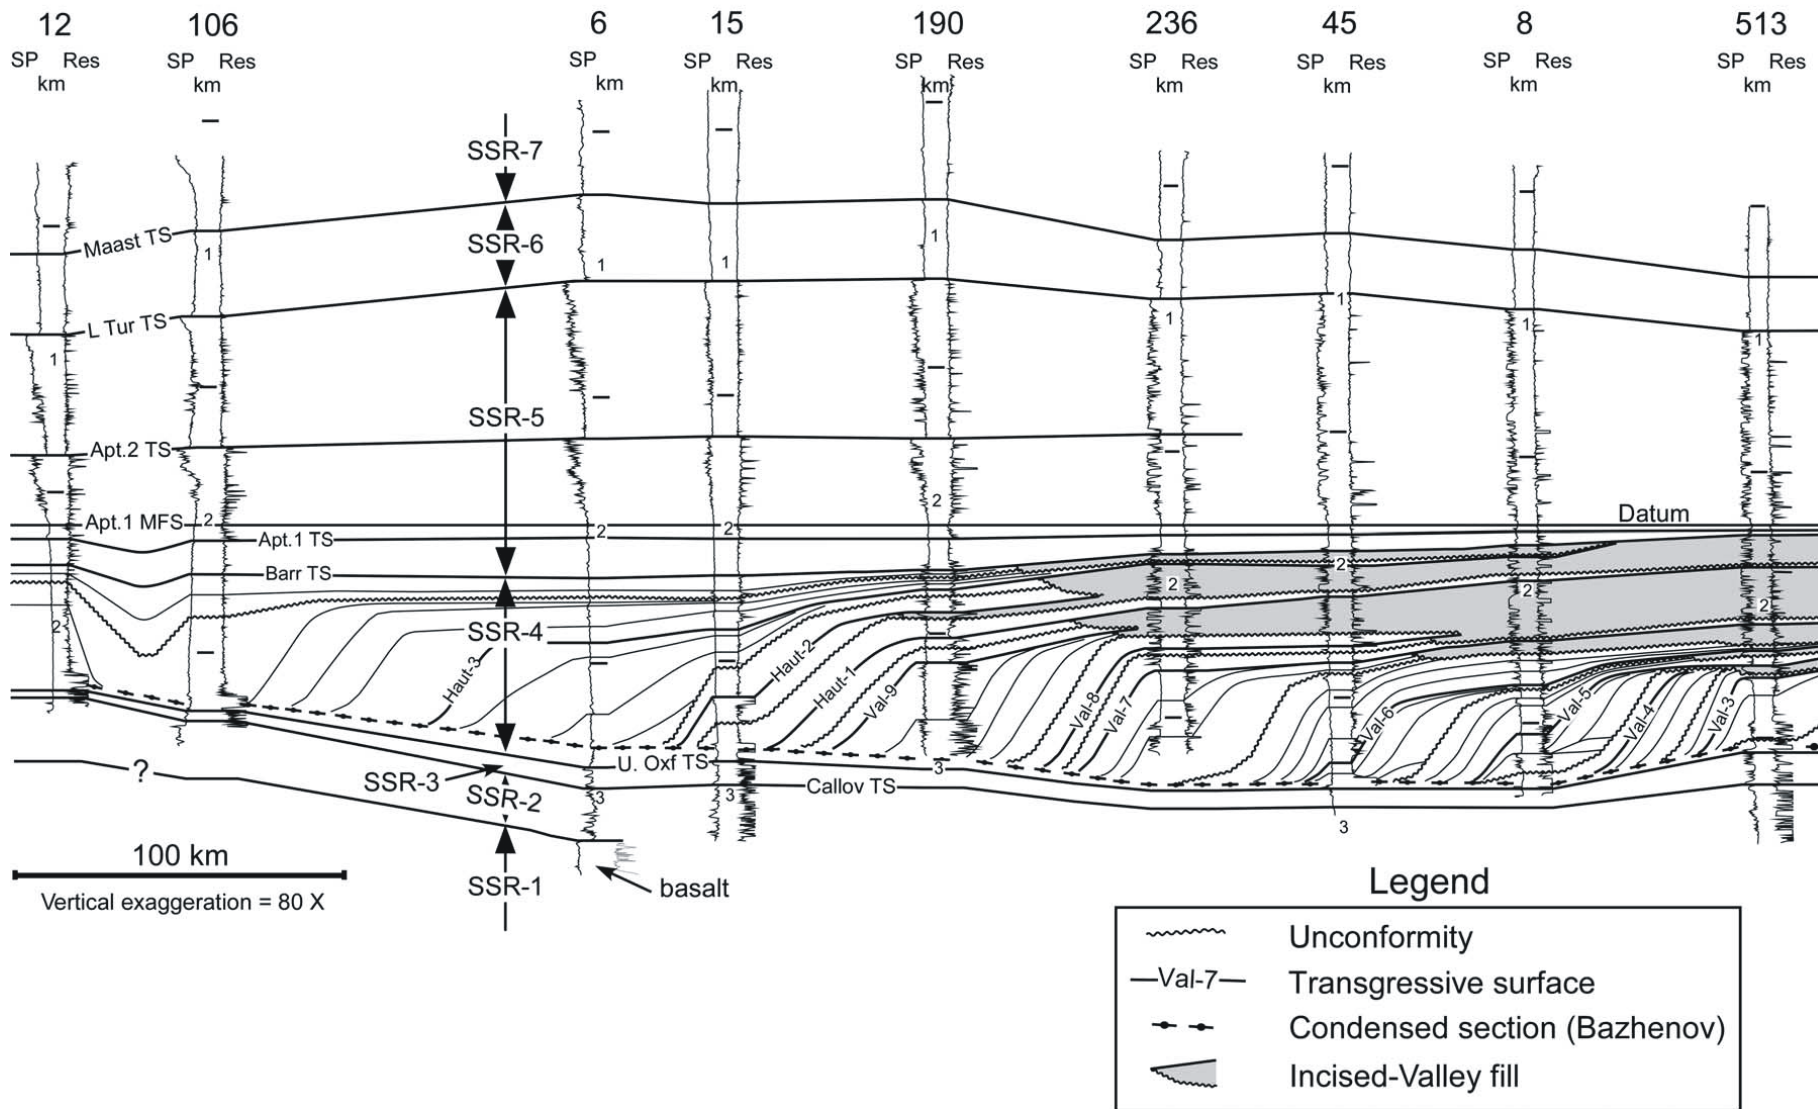 12 106 6 15 190 236 45 8 513
SP Res SP Res SP SP Res SP Res SP Res SP Res SP Res SP Res
km km km km km km km km km
SSR-7
Maast TS
SSR-6
1 1 1 1
L Tur TS
1 1 1 1 1
SSR-5
Apt.2 TS
2
Apt.1 MFS 2 2 2 Datum
Apt.1 TS
Barr TS
2 2 2 2
2
SSR-4
Haut-3 Haut-2 Haut-1 Val-9 Val-8 Val-7 Val-6 Val-5 Val-4 Val-3
U. Oxf TS 3
? SSR-3 SSR-2 3 3 Callov TS
3
100 km
Vertical exaggeration = 80 X
SSR-1
basalt
Legend
Unconformity
Val-7 Transgressive surface
Condensed section (Bazhenov)
Incised-Valley fill